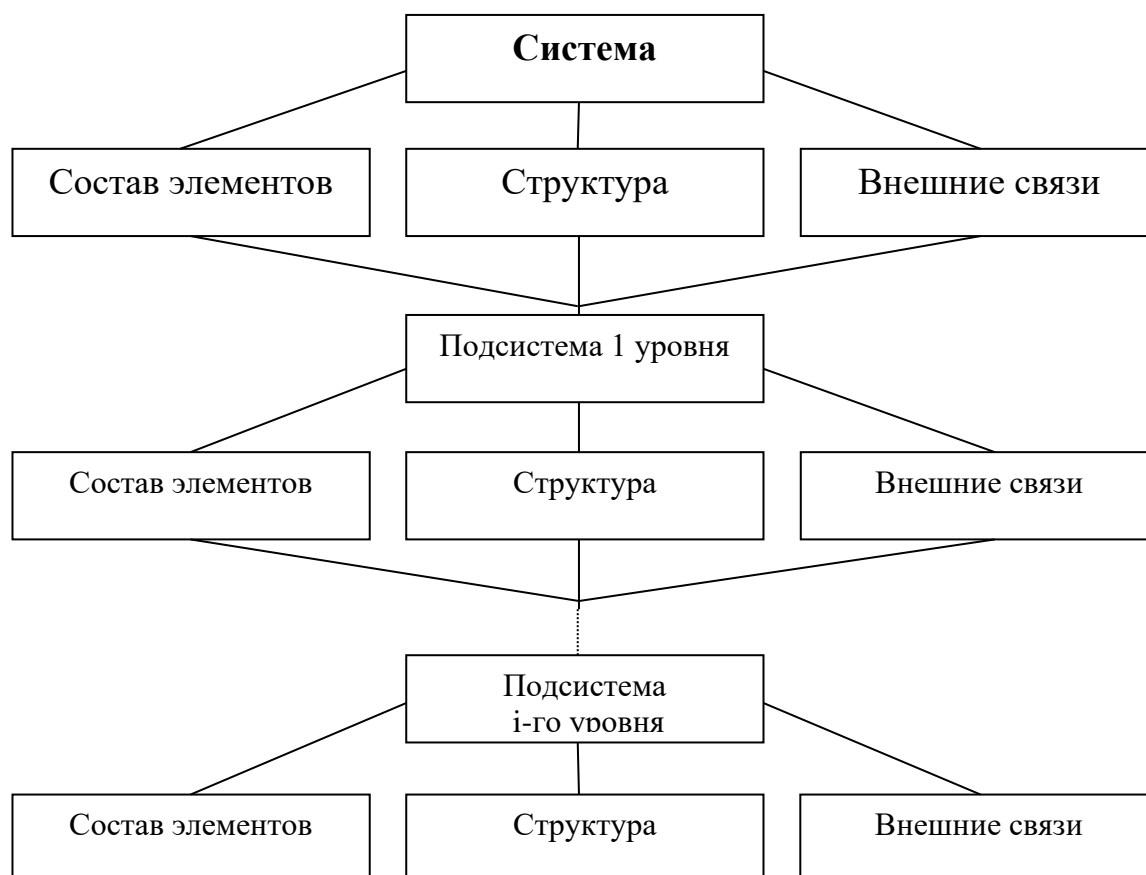 Система
Состав элементов
Структура
Внешние связи
Подсистема 1 уровня
Состав элементов
Структура
Внешние связи
Подсистема
i-го уровня
Состав элементов
Структура
Внешние связи